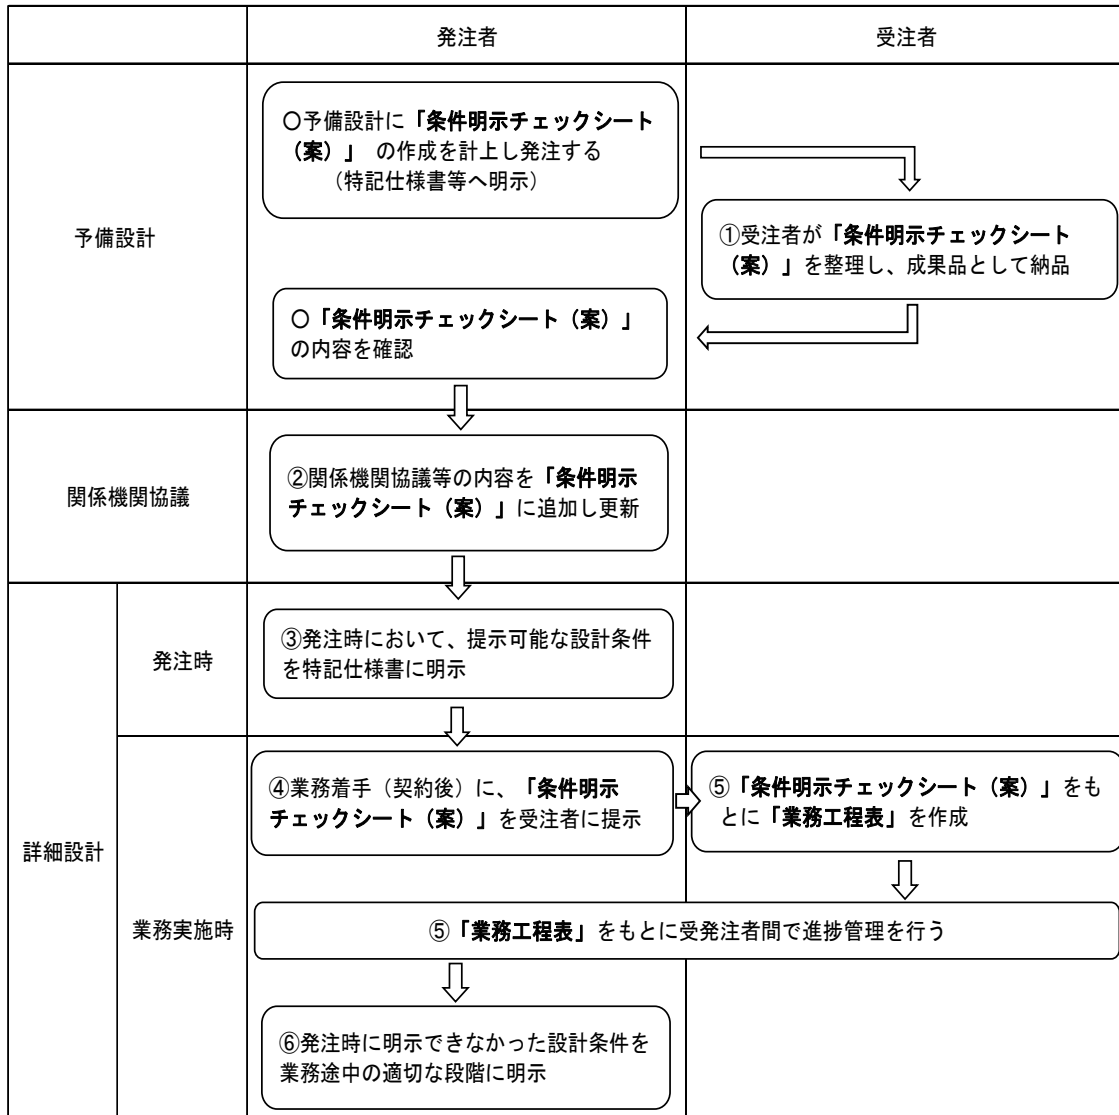 発注者
受注者
予備設計
〇予備設計に「条件明示チェックシート
（案）」 の作成を計上し発注する
（特記仕様書等へ明示）
①受注者が「条件明示チェックシート
（案）」を整理し、成果品として納品
〇「条件明示チェックシート（案）」
の内容を確認
関係機関協議
②関係機関協議等の内容を「条件明示
チェックシート（案）」に追加し更新
詳細設計
発注時
③発注時において、提示可能な設計条件
を特記仕様書に明示
業務実施時
④業務着手（契約後）に、「条件明示
チェックシート（案）」を受注者に提示
⑤「条件明示チェックシート（案）」をも
とに「業務工程表」を作成
⑤「業務工程表」をもとに受発注者間で進捗管理を行う
⑥発注時に明示できなかった設計条件を
業務途中の適切な段階に明示